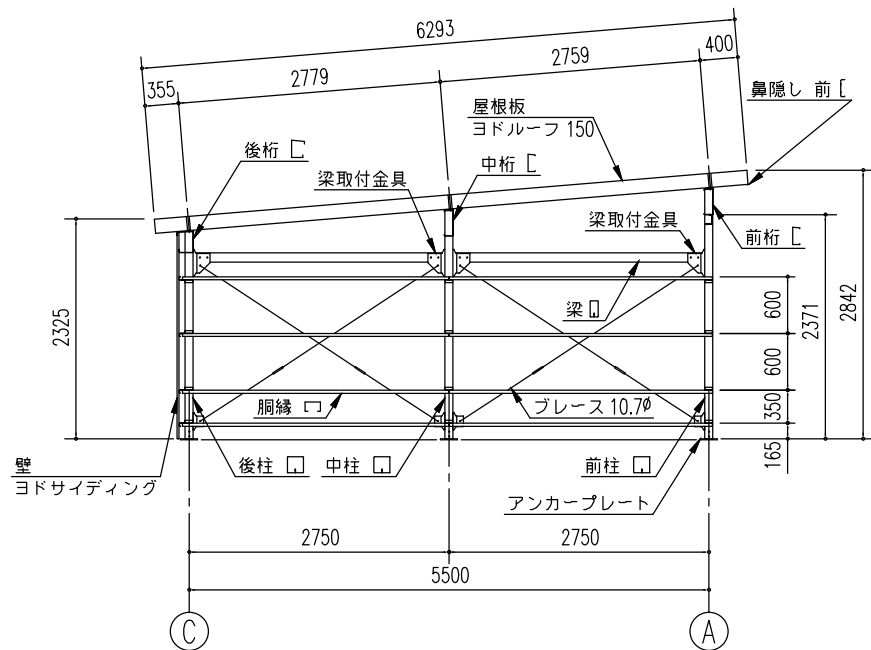 6293
355
2779
2759
400
鼻隠し 前
屋根板
ヨドルーフ 150
後桁
中桁
梁取付金具
梁取付金具
前桁
梁
2325
600
600
350
165
2371
2842
胴縁
ブレース 10.7φ
壁
ヨドサイディング
後柱
中柱
前柱
アンカープレート
2750
2750
5500
C
A